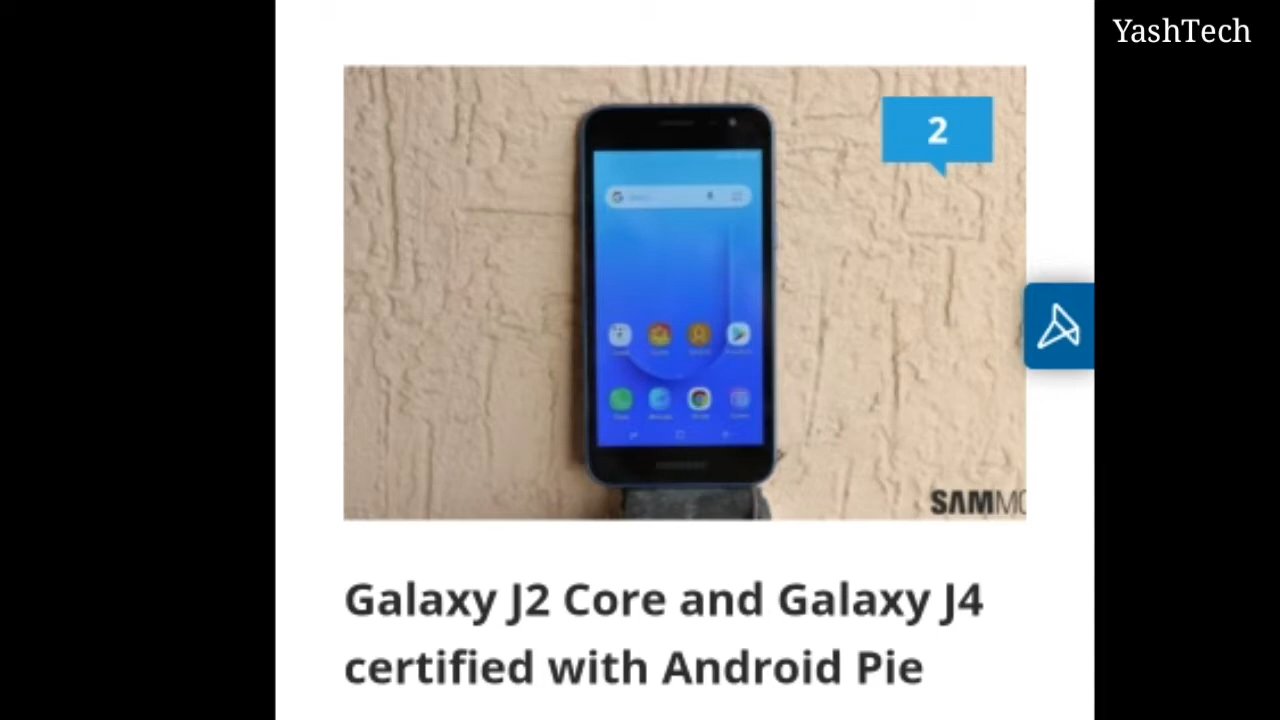 YashTech
2
SAMMO
Galaxy J2 Core and Galaxy J4
certified with Android Pie